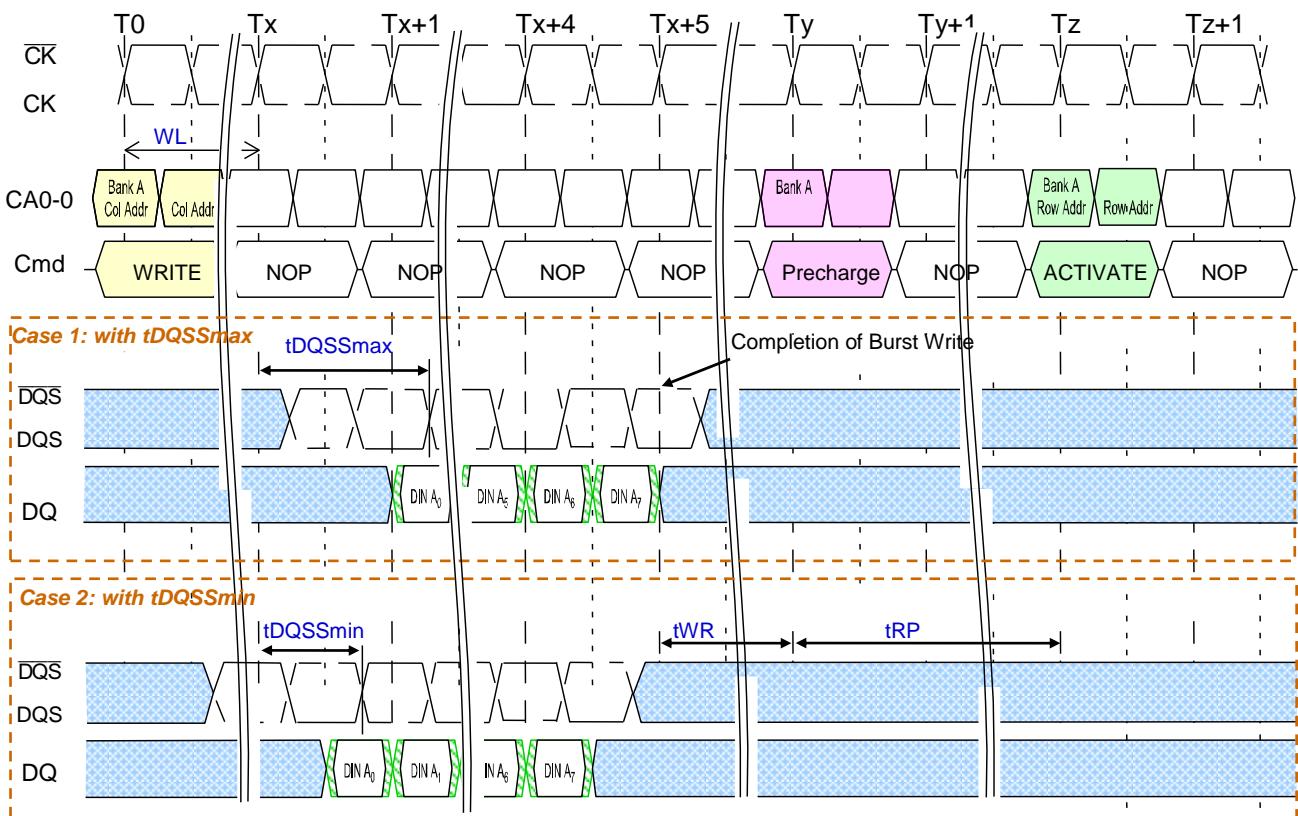 T0 Tx Tx+1 Tx+4 Tx+5 Ty Ty+1 Tz Tz+1
CK
CK
WL
CA0-0 Bank A Col Addr Col Addr Bank A Bank A Row Addr Row Addr
Cmd WRITE NOP NOP NOP NOP Precharge NOP ACTIVATE NOP
Case 1: with tDQSSmax
tDQSSmax
Completion of Burst Write
DQS
DQS
DQ DIN A0 DIN A5 DIN A6 DIN A7
Case 2: with tDQSSmin
tDQSSmin tWR tRP
DQS
DQS
DQ DIN A0 DIN A1 IN A6 DIN A7